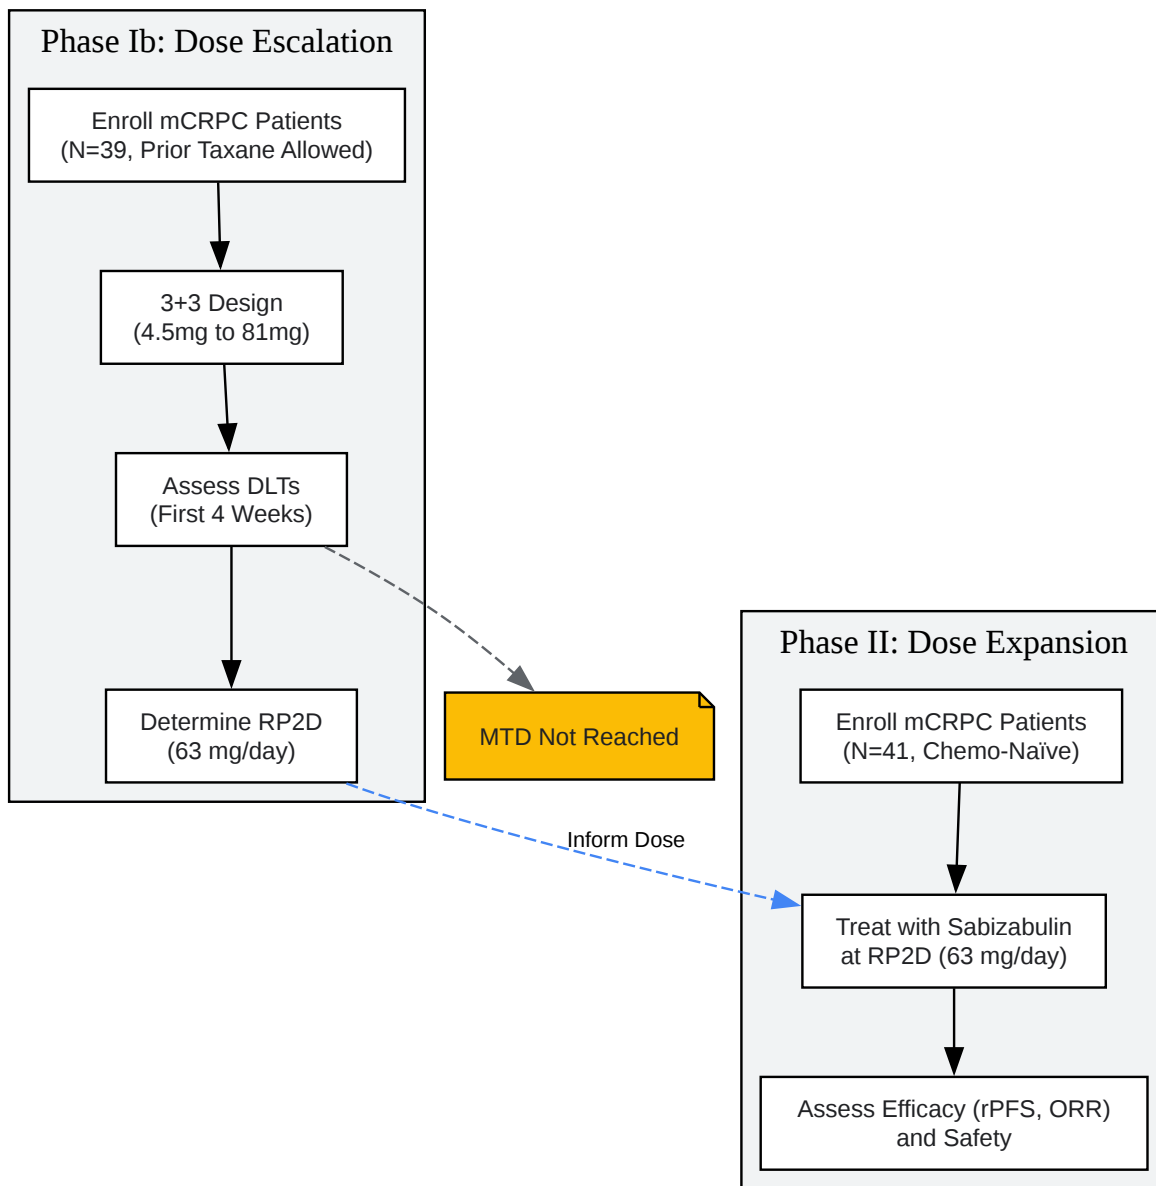 Phase Ib: Dose Escalation
Enroll mCRPC Patients
(N=39, Prior Taxane Allowed)
3+3 Design
(4.5mg to 81mg)
Assess DLTs
(First 4 Weeks)
Determine RP2D
(63 mg/day)
MTD Not Reached
Inform Dose
Phase II: Dose Expansion
Enroll mCRPC Patients
(N=41, Chemo-Naïve)
Treat with Sabizabulin
at RP2D (63 mg/day)
Assess Efficacy (rPFS, ORR)
and Safety